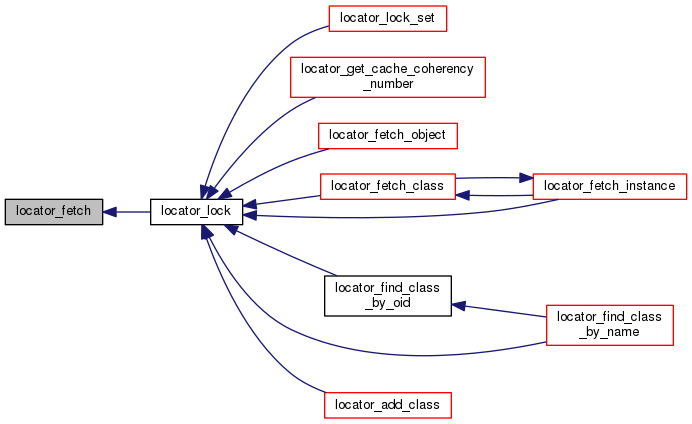 locator_lock_set
locator_get_cache_coherency
_number
locator_fetch_object
locator_fetch_class
locator_fetch_instance
locator_fetch
locator_lock
locator_find_class
_by_oid
locator_find_class
_by_name
locator_add_class